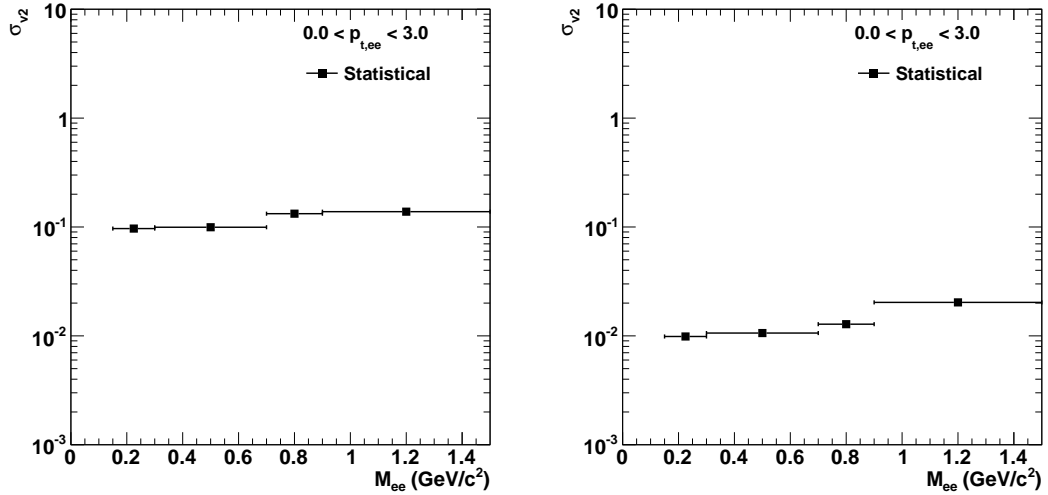 σv2
10
1
10-1
10-2
10-3
0.0 < pt,ee < 3.0
Statistical
0 0.2 0.4 0.6 0.8 1 1.2 1.4
Mee (GeV/c2)
σv2
10
1
10-1
10-2
10-3
0.0 < pt,ee < 3.0
Statistical
0 0.2 0.4 0.6 0.8 1 1.2 1.4
Mee (GeV/c2)